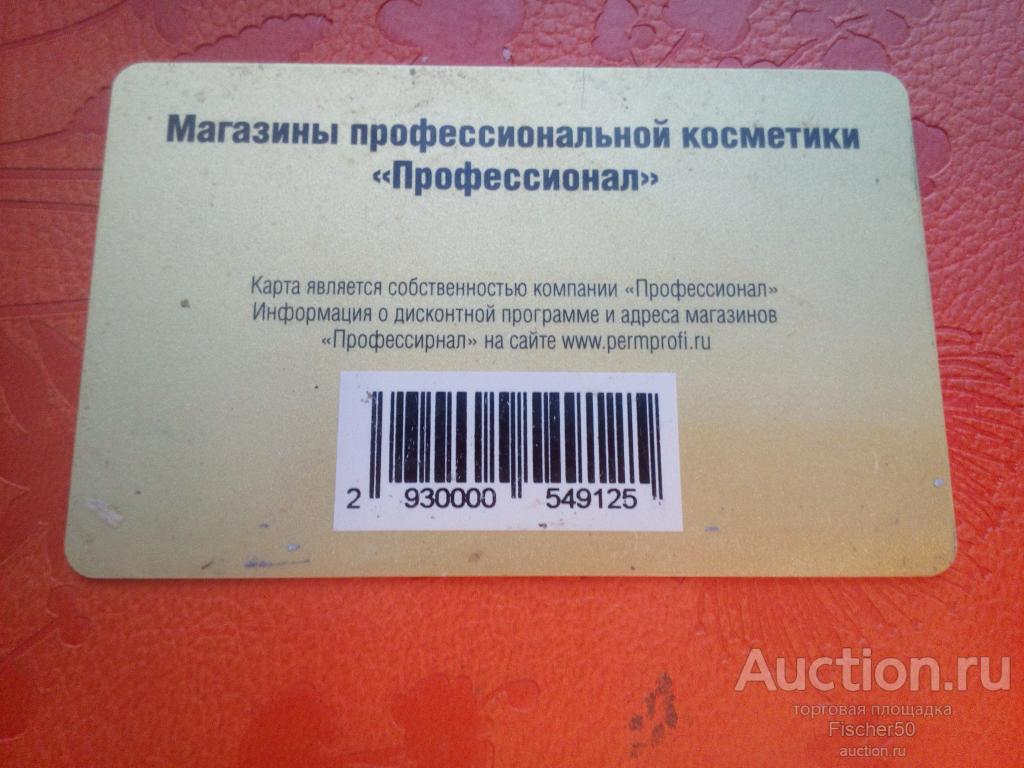 Магазины профессиональной косметики
«Профессионал»
Карта является собственностью компании «Профессионал»
Информация о дисконтной программе и адреса магазинов
«Профессирнал» на сайте www.permprofi.ru
2 930000 549125
Auction.ru
торговая площадка
Fischer50
auction.ru